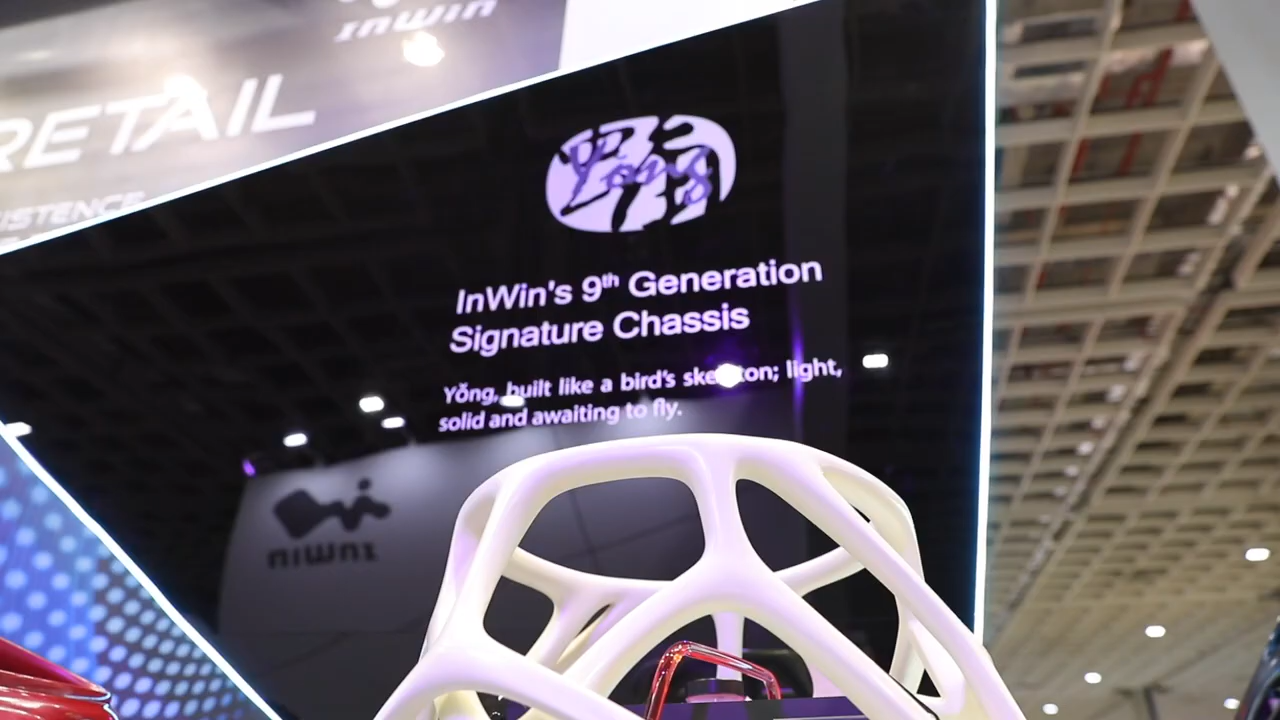 InWin
RETAIL
ISTENCE
Yǒng
InWin's 9th Generation
Signature Chassis
Yǒng, built like a bird's skeleton; light,
solid and awaiting to fly.